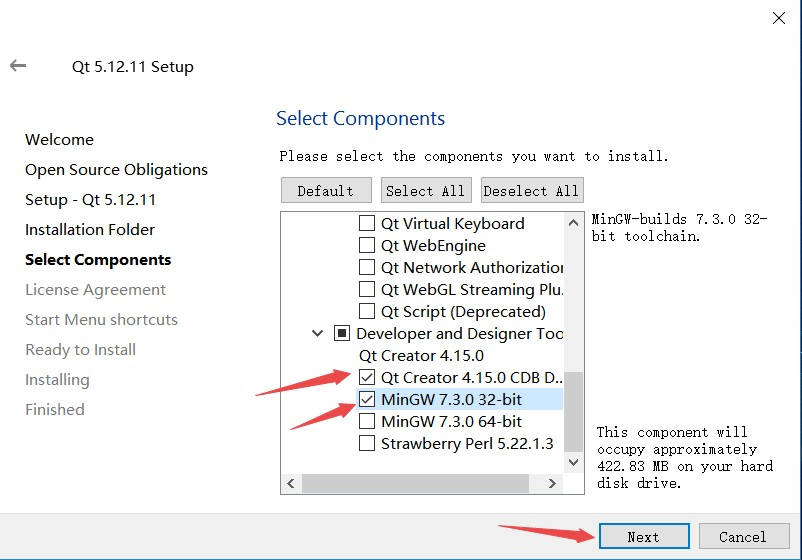 Qt 5.12.11 Setup
Welcome
Open Source Obligations
Setup - Qt 5.12.11
Installation Folder
Select Components
License Agreement
Start Menu shortcuts
Ready to Install
Installing
Finished
Select Components
Please select the components you want to install.
Default Select All Deselect All
Qt Virtual Keyboard
Qt WebEngine
Qt Network Authorization
Qt WebGL Streaming Plu..
Qt Script (Deprecated)
Developer and Designer Too
Qt Creator 4.15.0
Qt Creator 4.15.0 CDB D..
MinGW 7.3.0 32-bit
MinGW 7.3.0 64-bit
Strawberry Perl 5.22.1.3
MinGW-builds 7.3.0 32-
bit toolchain.
This component will
occupy approximately
422.83 MB on your hard
disk drive.
Next Cancel